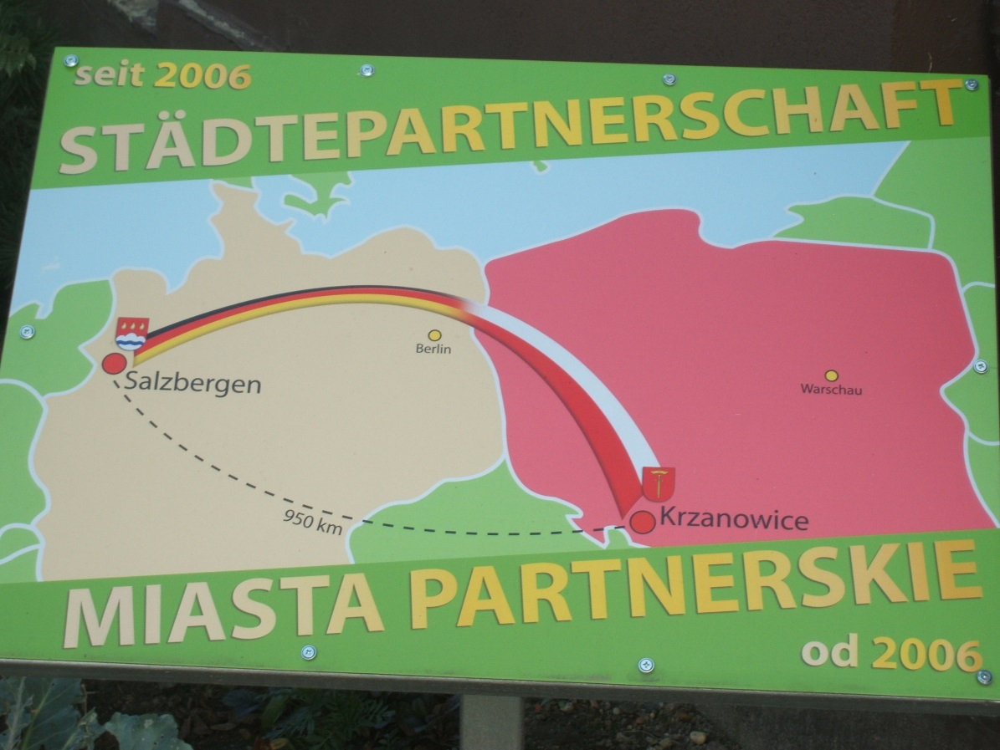 seit 2006
STÄDTEPARTNERSCHAFT
Berlin
Salzbergen
Warschau
950 km
Krzanowice
MIASTA PARTNERSKIE
od 2006